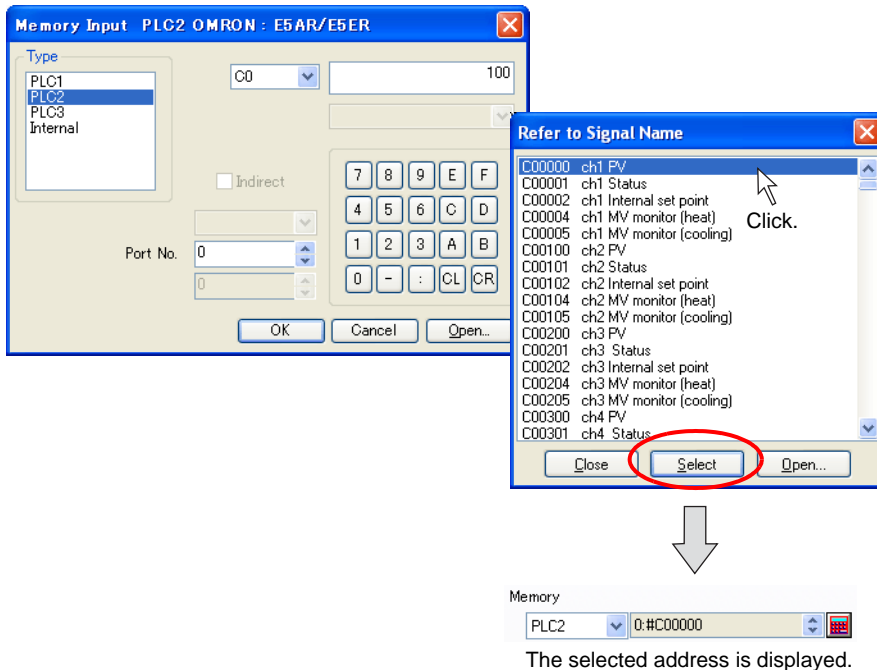 Memory Input PLC2 OMRON : E5AR/E5ER
Type
PLC1
PLC2
PLC3
Internal
C0
100
Indirect
7 8 9 E F
4 5 6 C D
1 2 3 A B
0 - : CL CR
Port No. 0
0
OK Cancel Open...
Refer to Signal Name
C00000 ch1 PV
C00001 ch1 Status
C00002 ch1 Internal set point
C00004 ch1 MV monitor (heat)
C00005 ch1 MV monitor (cooling)
C00100 ch2 PV
C00101 ch2 Status
C00102 ch2 Internal set point
C00104 ch2 MV monitor (heat)
C00105 ch2 MV monitor (cooling)
C00200 ch3 PV
C00201 ch3 Status
C00202 ch3 Internal set point
C00204 ch3 MV monitor (heat)
C00205 ch3 MV monitor (cooling)
C00300 ch4 PV
C00301 ch4 Status
Click.
Close Select Open...
Memory
PLC2 0:#C00000
The selected address is displayed.